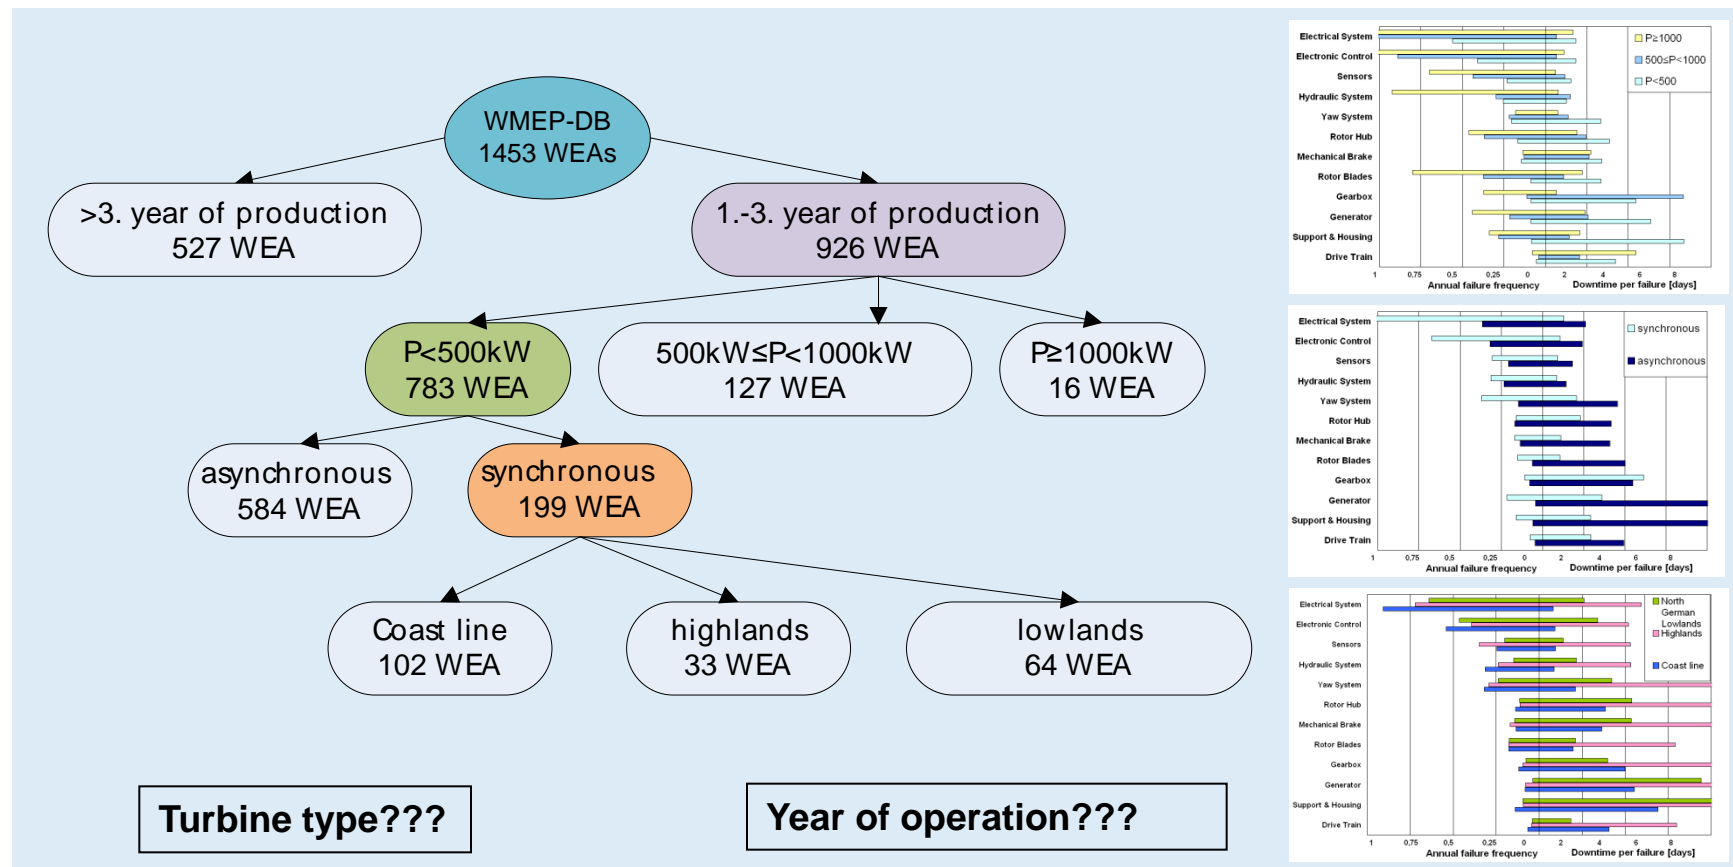 WMEP-DB
1453 WEAs
>3. year of production
527 WEA
1.-3. year of production
926 WEA
P<500kW
783 WEA
500kW≤P<1000kW
127 WEA
P≥1000kW
16 WEA
asynchronous
584 WEA
synchronous
199 WEA
Coast line
102 WEA
highlands
33 WEA
lowlands
64 WEA
Turbine type???
Year of operation???
Electrical System
Electronic Control
Sensors
Hydraulic System
Yaw System
Rotor Hub
Mechanical Brake
Rotor Blades
Gearbox
Generator
Support & Housing
Drive Train
P≥1000
500≤P<1000
P<500
1 0,75 0,5 0,25 0 2 4 6 8
Annual failure frequency Downtime per failure [days]
Electrical System
Electronic Control
Sensors
Hydraulic System
Yaw System
Rotor Hub
Mechanical Brake
Rotor Blades
Gearbox
Generator
Support & Housing
Drive Train
synchronous
asynchronous
1 0,75 0,5 0,25 0 2 4 6 8
Annual failure frequency Downtime per failure [days]
Electrical System
Electronic Control
Sensors
Hydraulic System
Yaw System
Rotor Hub
Mechanical Brake
Rotor Blades
Gearbox
Generator
Support & Housing
Drive Train
North
German
Lowlands
Highlands
Coast line
1 0,75 0,5 0,25 0 2 4 6 8
Annual failure frequency Downtime per failure [days]